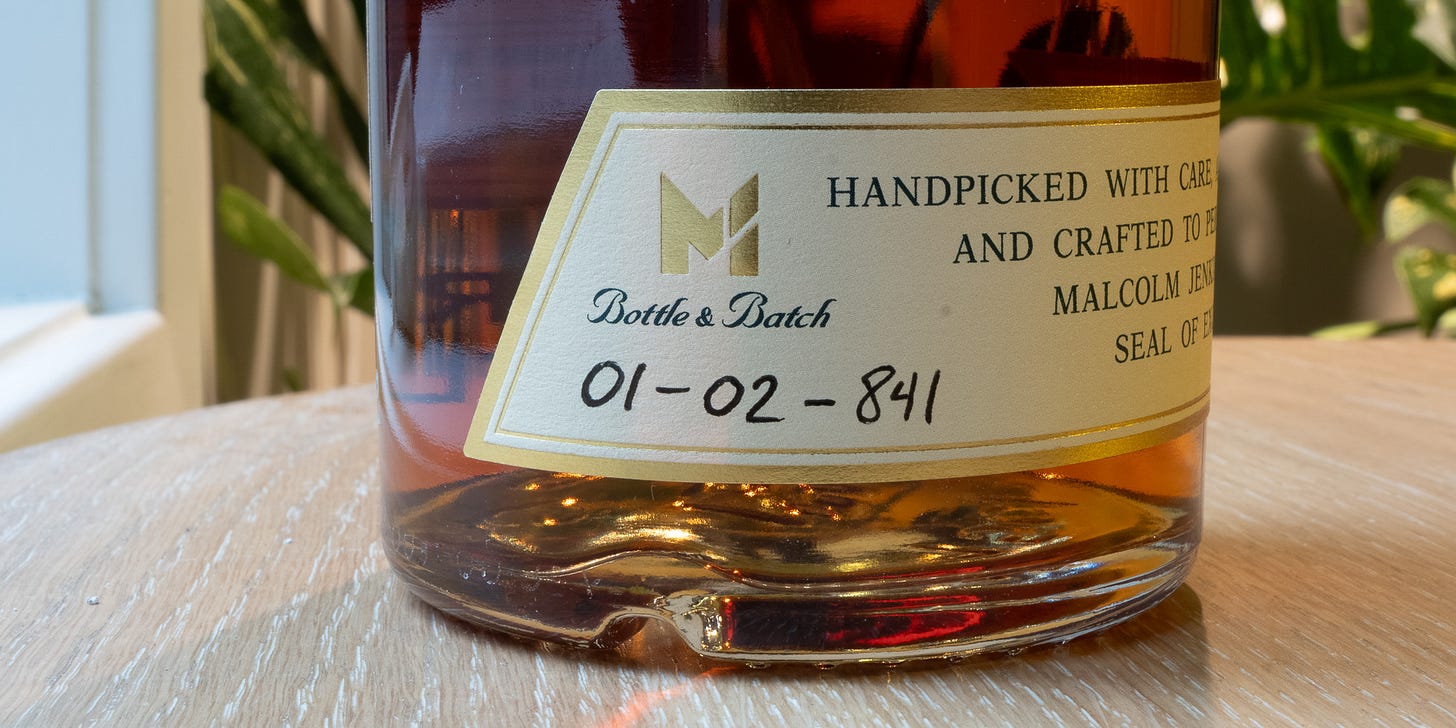 M
Bottle & Batch
01-02-841
HANDPICKED WITH CARE,
AND CRAFTED TO
MALCOLM
SEAL OF